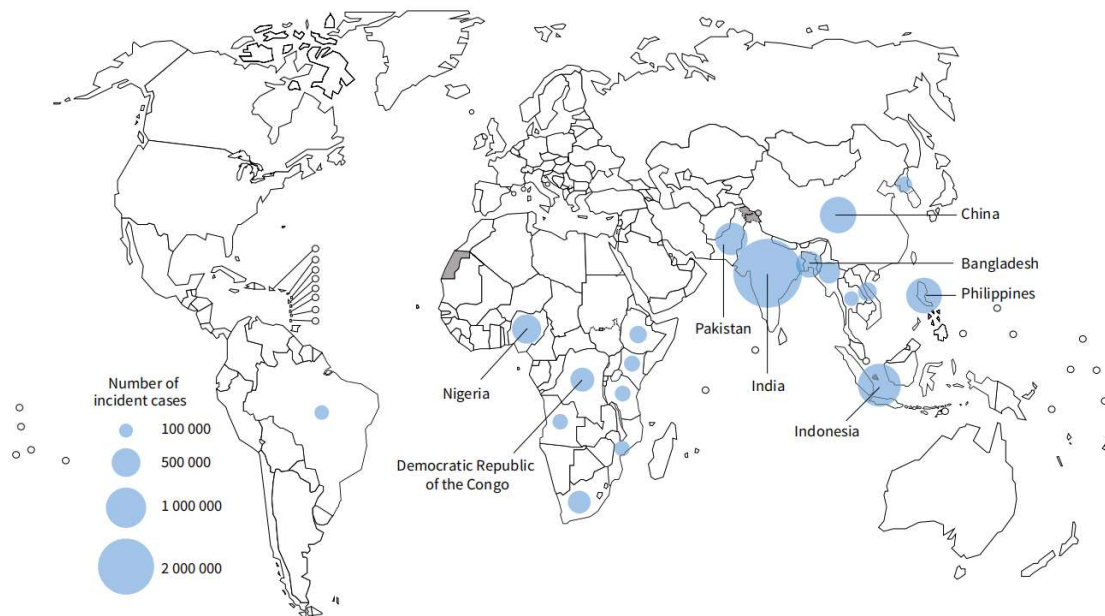 China
Bangladesh
Philippines
Pakistan
India
Nigeria
Indonesia
Democratic Republic
of the Congo
Number of
incident cases
100 000
500 000
1 000 000
2 000 000